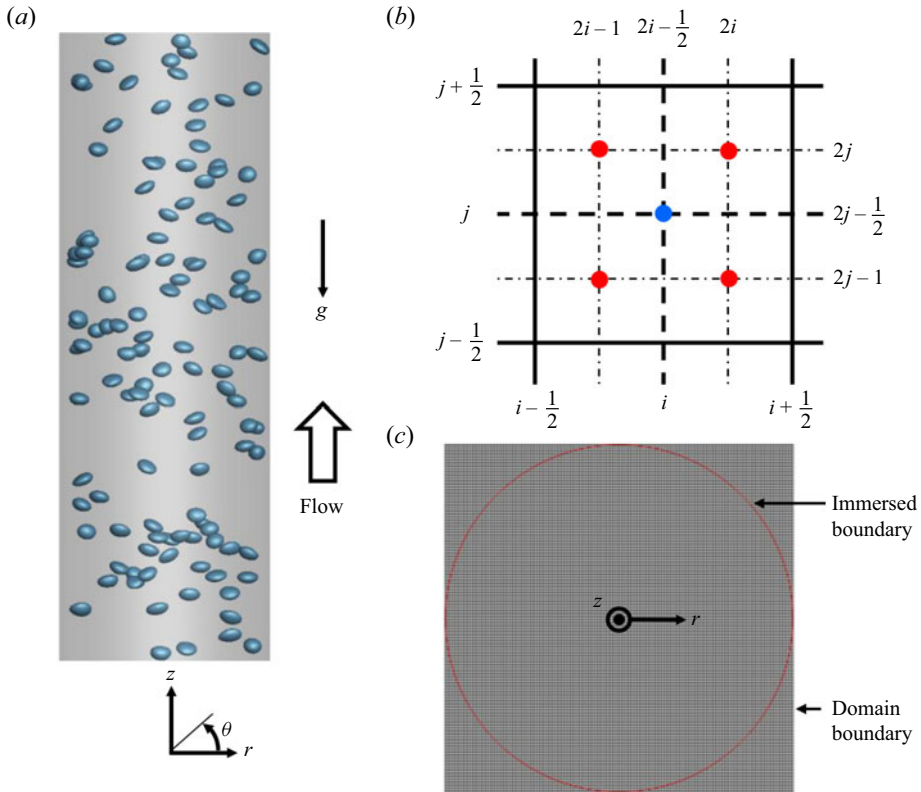 (a)
g
Flow
z
θ
r
(b)
2i – 1
2i – 1/2
2i
j + 1/2
2j
j
2j – 1/2
2j – 1
j – 1/2
i – 1/2
i
i + 1/2
(c)
Immersed
boundary
z
r
Domain
boundary